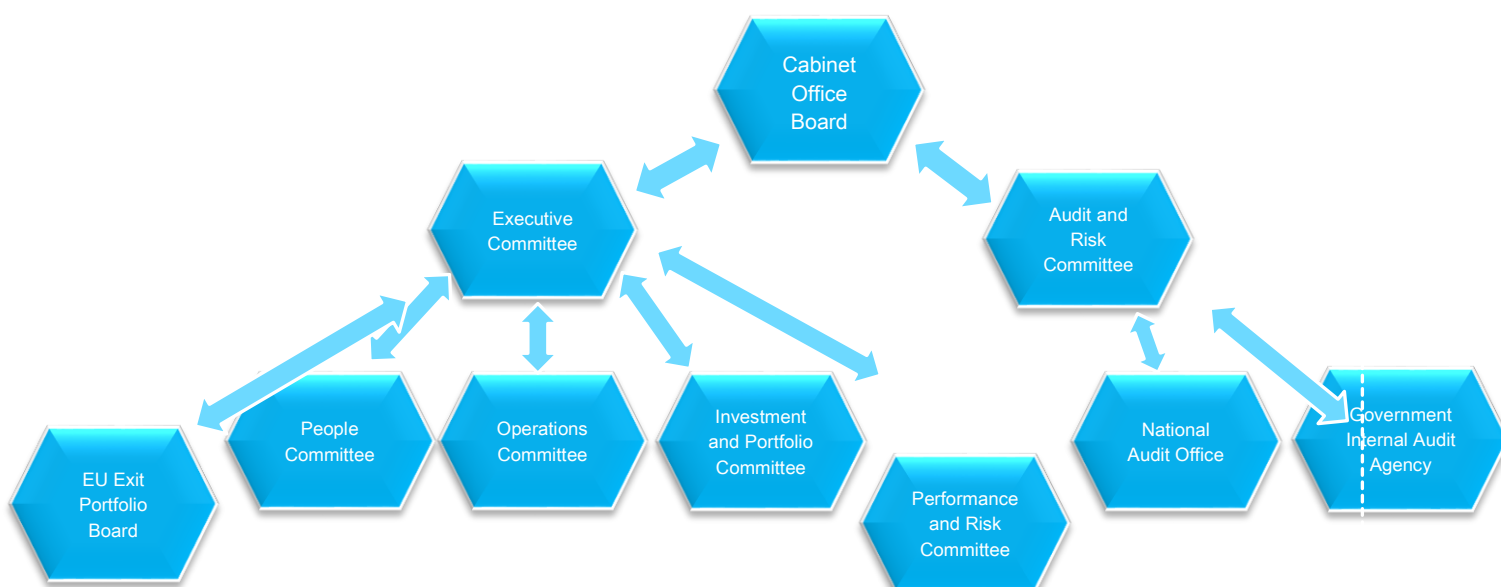 Cabinet
Office
Board
Executive
Committee
Audit and
Risk
Committee
EU Exit
Portfolio
Board
People
Committee
Operations
Committee
Investment
and Portfolio
Committee
Performance
and Risk
Committee
National
Audit Office
Government
Internal Audit
Agency